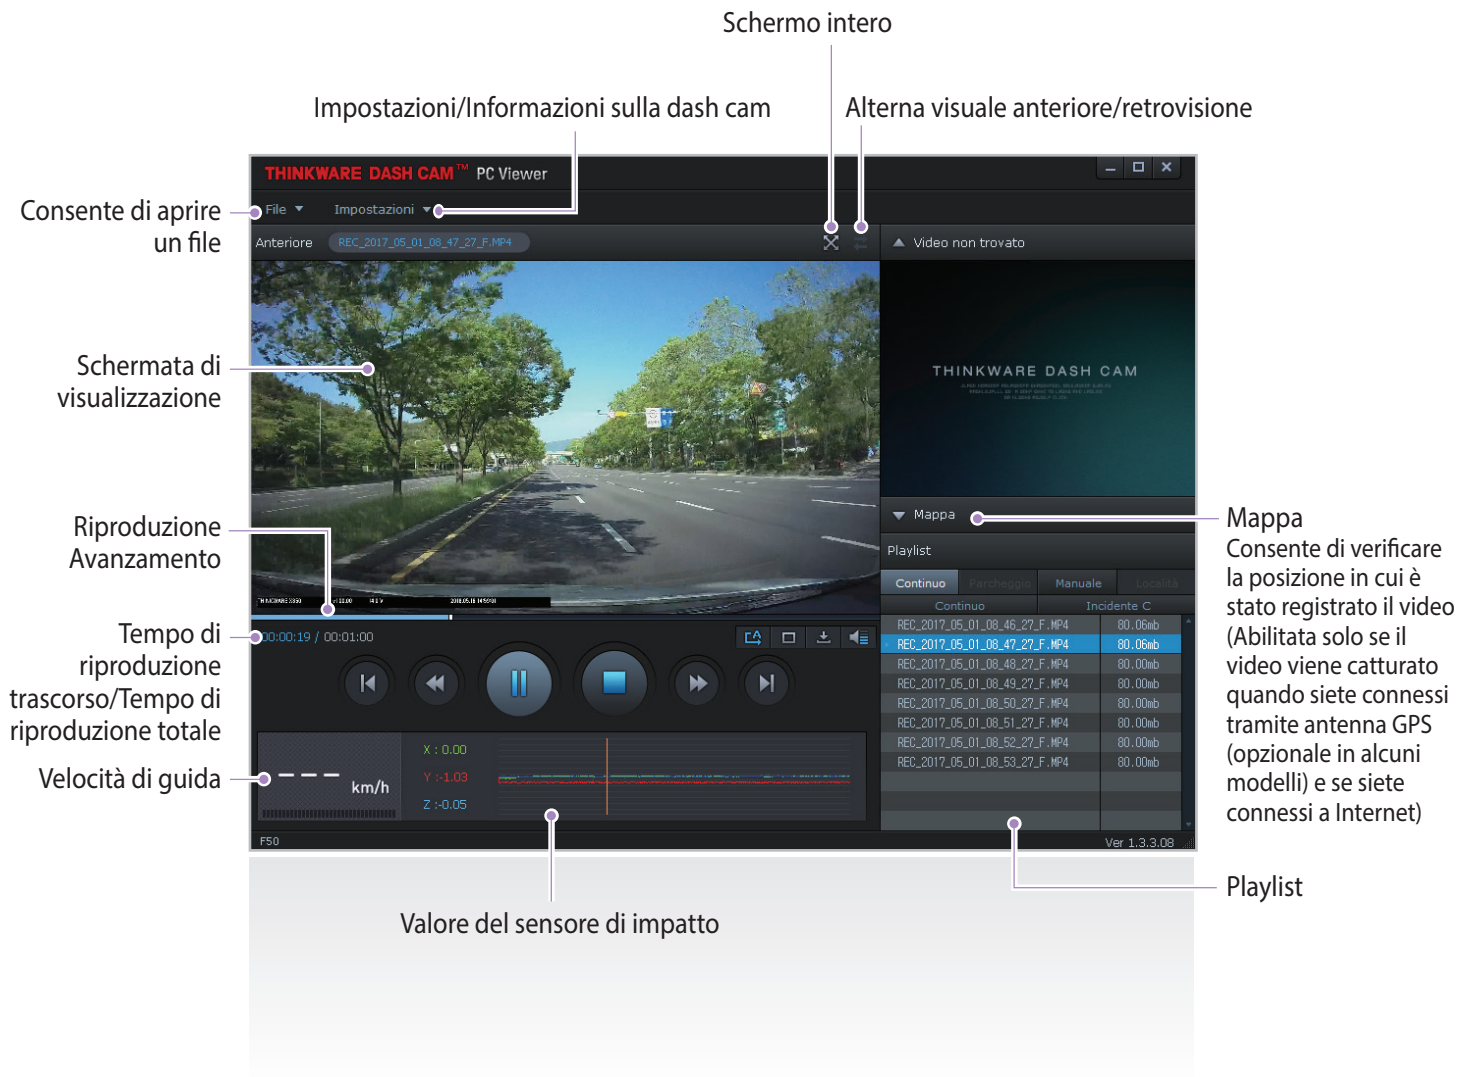 Schermo intero
Impostazioni/Informazioni sulla dash cam
Alterna visuale anteriore/retrovisione
THINKWARE DASH CAM™ PC Viewer
Consente di aprire
un file
File
Impostazioni
Anteriore
REC_2017_05_01_08_47_27_F.MP4
Video non trovato
THINKWARE DASH CAM
Schermata di
visualizzazione
Riproduzione
Avanzamento
Mappa
Playlist
Continuo
Parcheggio
Manuale
Località
Continuo
Incidente C
REC_2017_05_01_08_46_27_F.MP4 80.06mb
REC_2017_05_01_08_47_27_F.MP4 80.06mb
REC_2017_05_01_08_48_27_F.MP4 80.00mb
REC_2017_05_01_08_49_27_F.MP4 80.00mb
REC_2017_05_01_08_50_27_F.MP4 80.00mb
REC_2017_05_01_08_51_27_F.MP4 80.00mb
REC_2017_05_01_08_52_27_F.MP4 80.00mb
REC_2017_05_01_08_53_27_F.MP4 80.00mb
Mappa
Consente di verificare
la posizione in cui è
stato registrato il video
(Abilitata solo se il
video viene catturato
quando siete connessi
tramite antenna GPS
(opzionale in alcuni
modelli) e se siete
connessi a Internet)
Tempo di
riproduzione
trascorso/Tempo di
riproduzione totale
00:00:19 / 00:01:00
Velocità di guida
--- km/h
X : 0.00
Y :-1.03
Z :-0.05
F50
Ver 1.3.3.08
Valore del sensore di impatto
Playlist